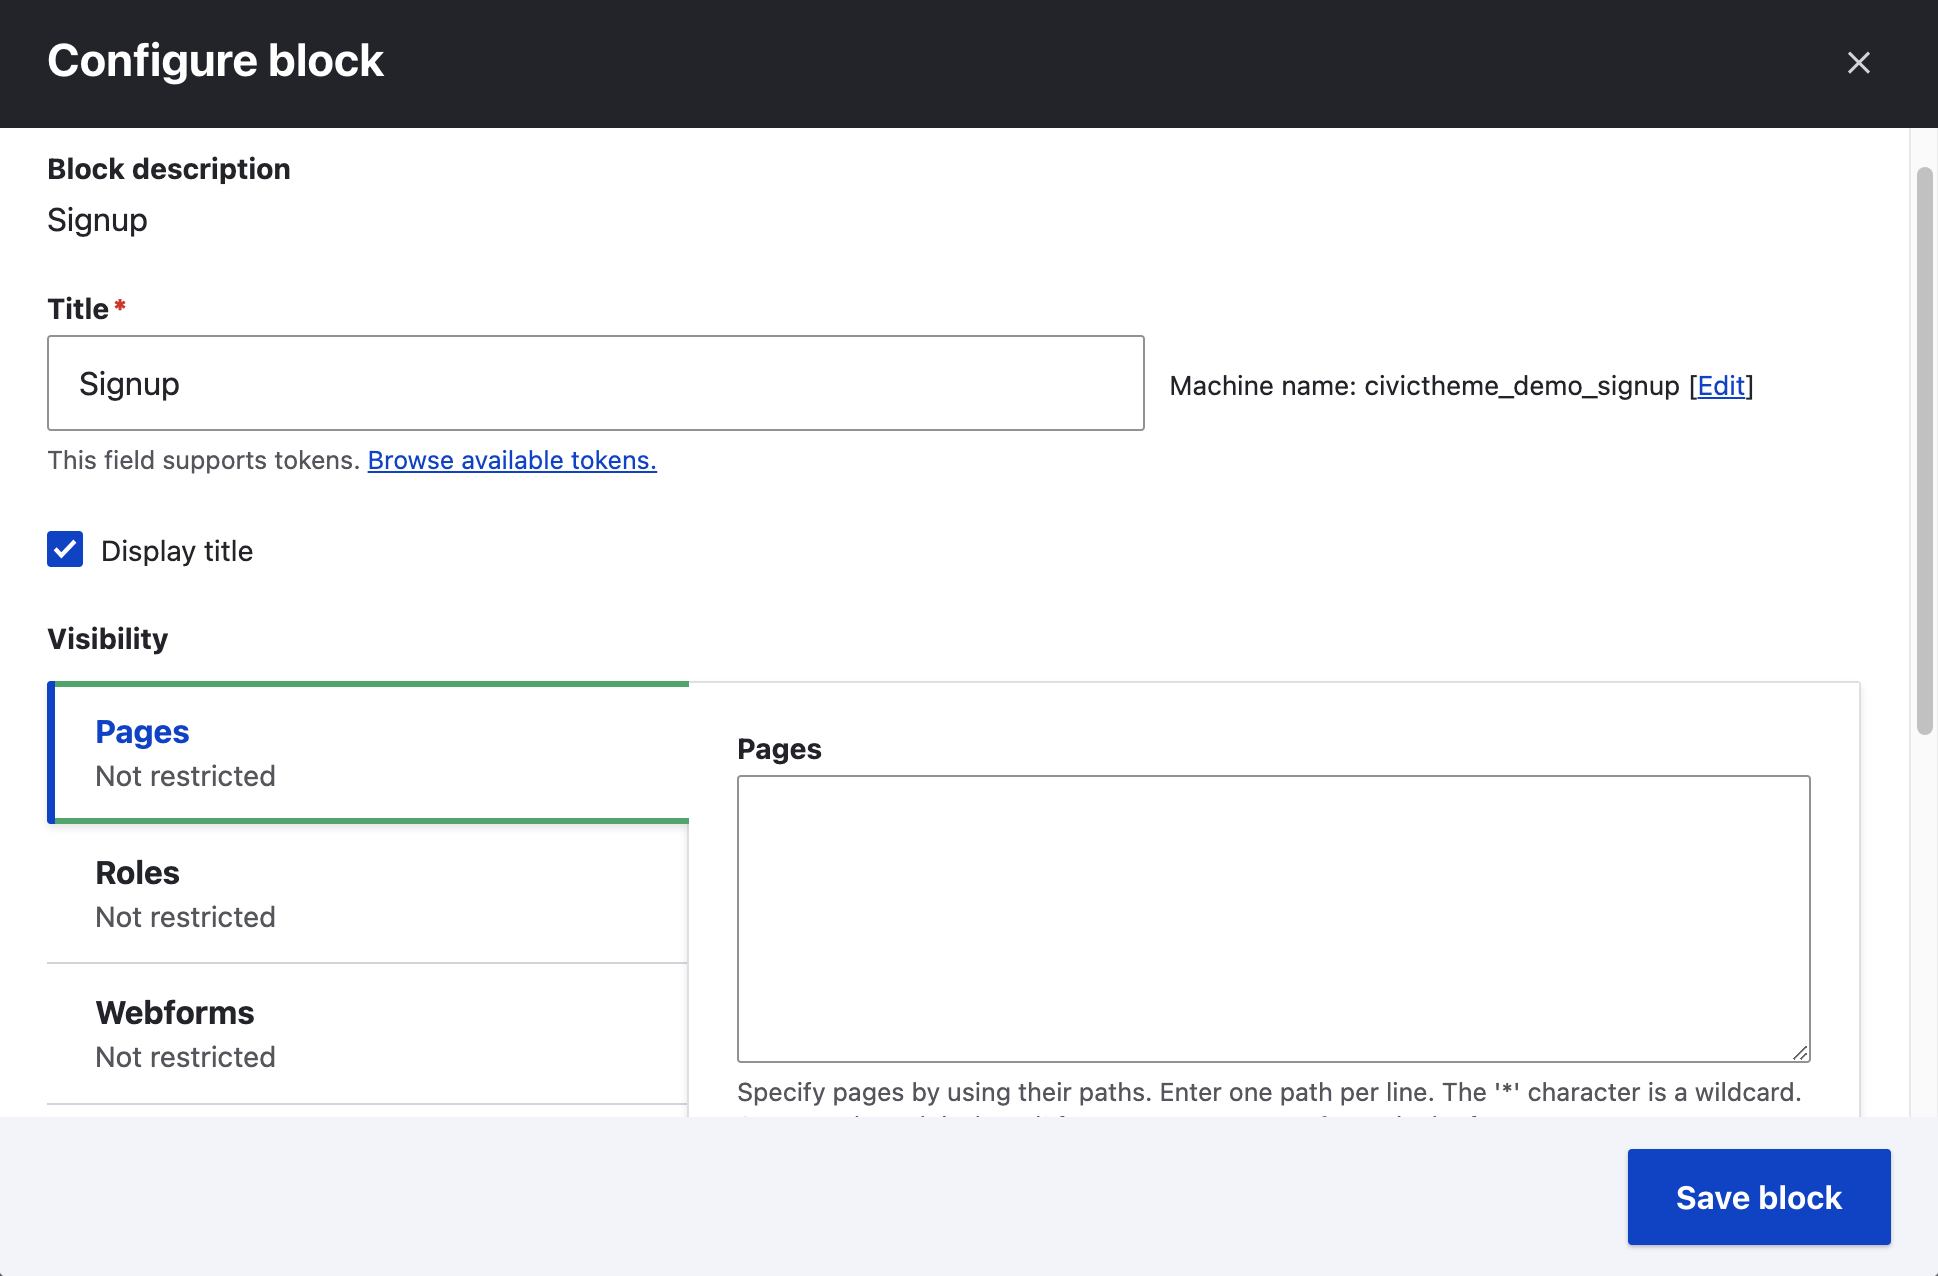 Configure block
Block description
Signup
Title *
Signup
Machine name: civictheme_demo_signup [Edit]
This field supports tokens. Browse available tokens.
Display title
Visibility
Pages
Not restricted
Roles
Not restricted
Webforms
Not restricted
Pages
Specify pages by using their paths. Enter one path per line. The '*' character is a wildcard.
Save block